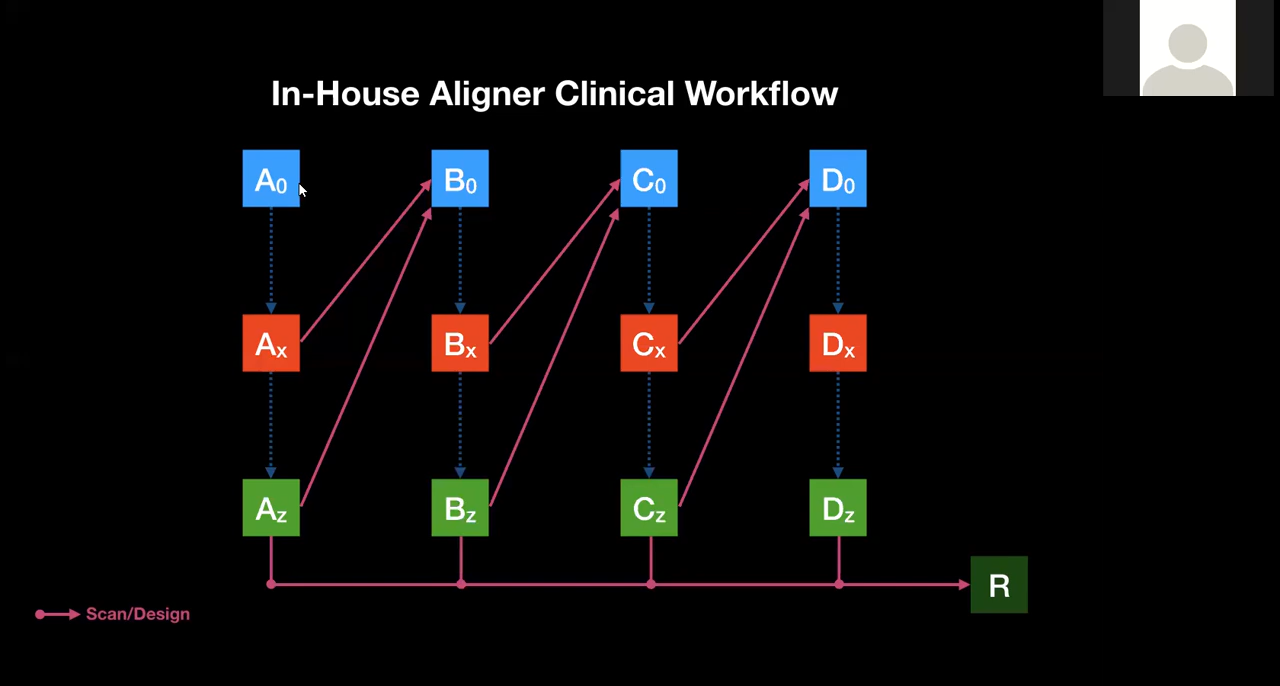 In-House Aligner Clinical Workflow
A0 B0 C0 D0
Ax Bx Cx Dx
Az Bz Cz Dz
R
Scan/Design